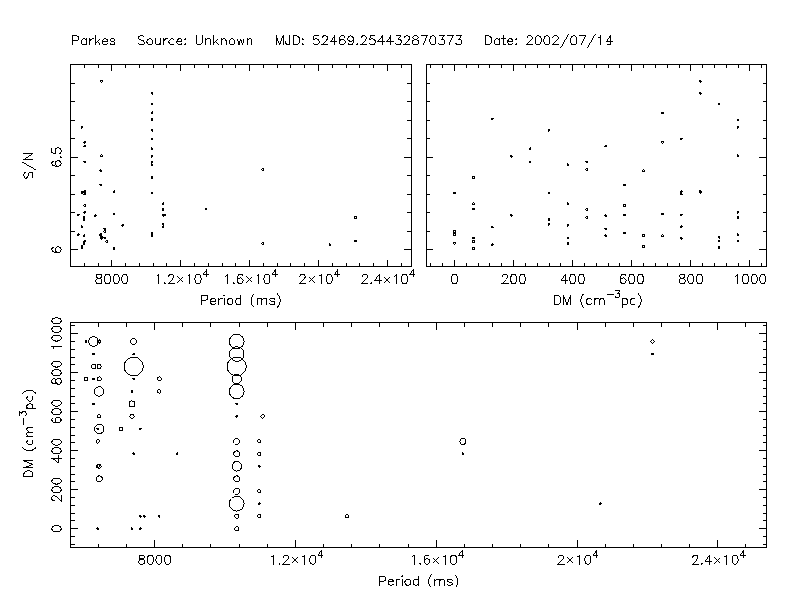 Parkes Source: Unknown MJD: 52469.254432870373 Date: 2002/07/14
S/N
6 6.5
8000 1.2×10⁴ 1.6×10⁴ 2×10⁴ 2.4×10⁴
Period (ms)
0 200 400 600 800 1000
DM (cm⁻³pc)
DM (cm⁻³pc)
0 200 400 600 800 1000
8000 1.2×10⁴ 1.6×10⁴ 2×10⁴ 2.4×10⁴
Period (ms)